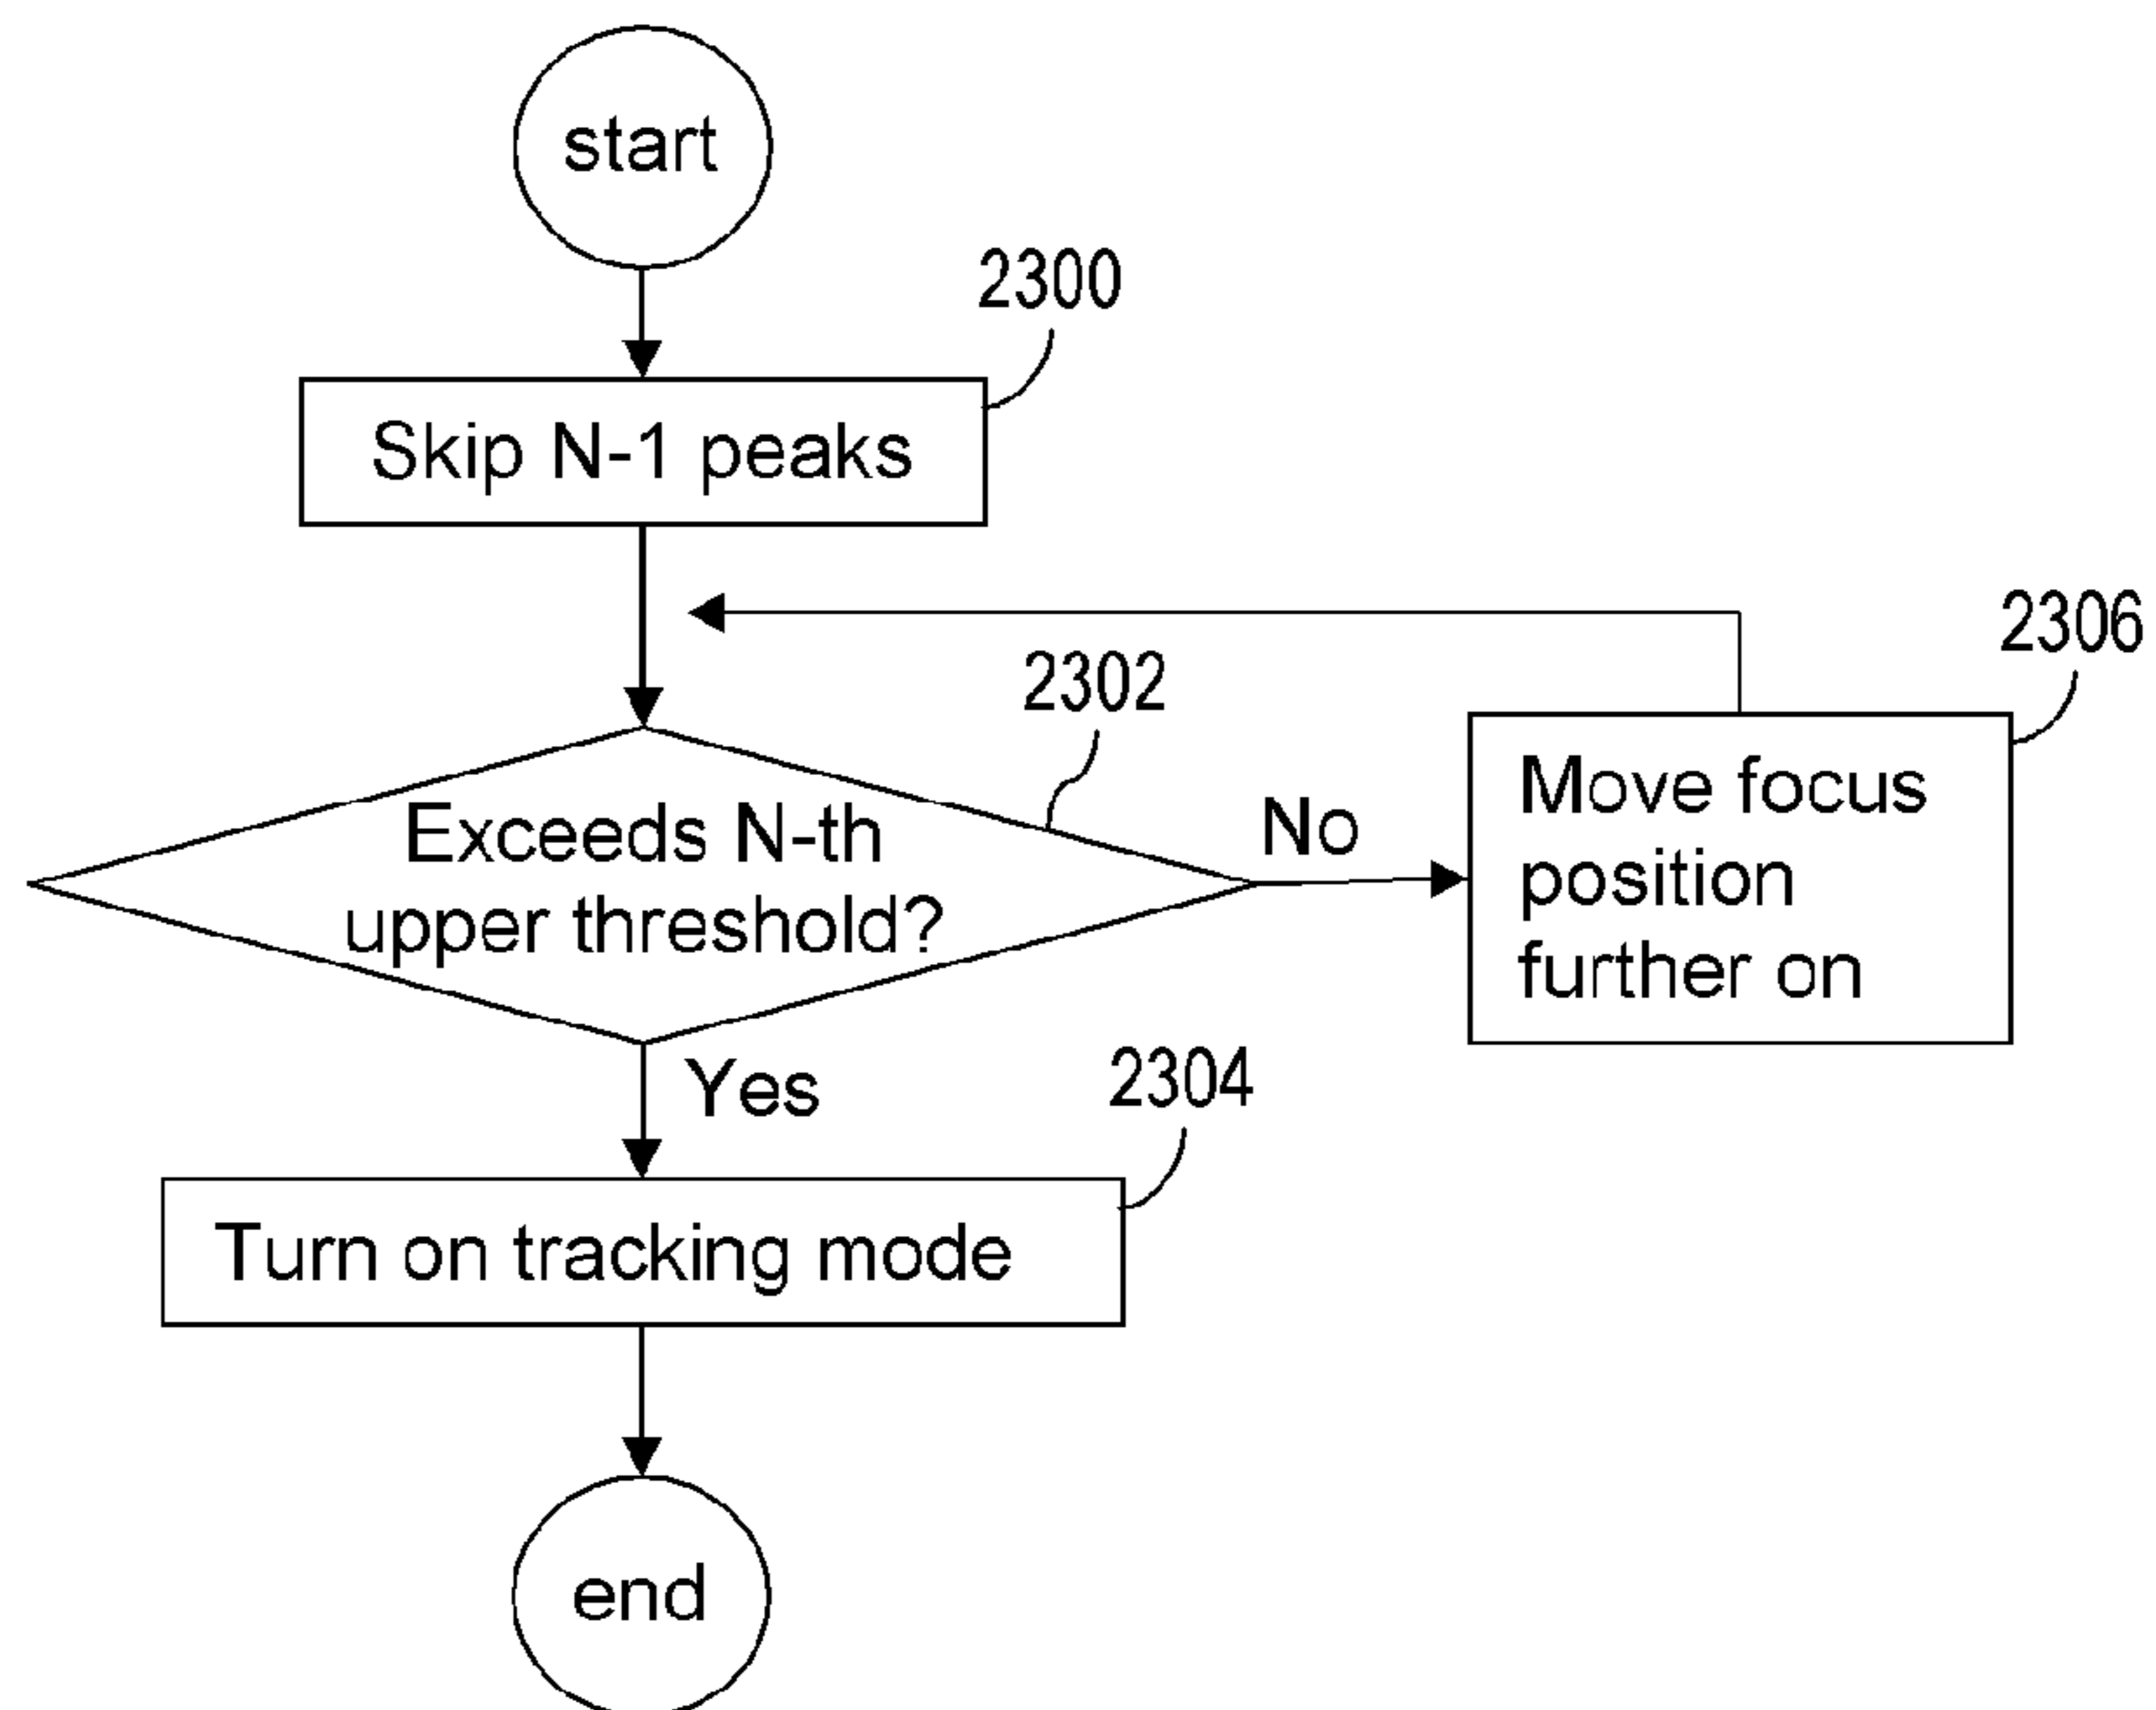 start
2300
Skip N-1 peaks
2306
2302
Exceeds N-th
upper threshold?
No
Move focus
position
further on
Yes
2304
Turn on tracking mode
end